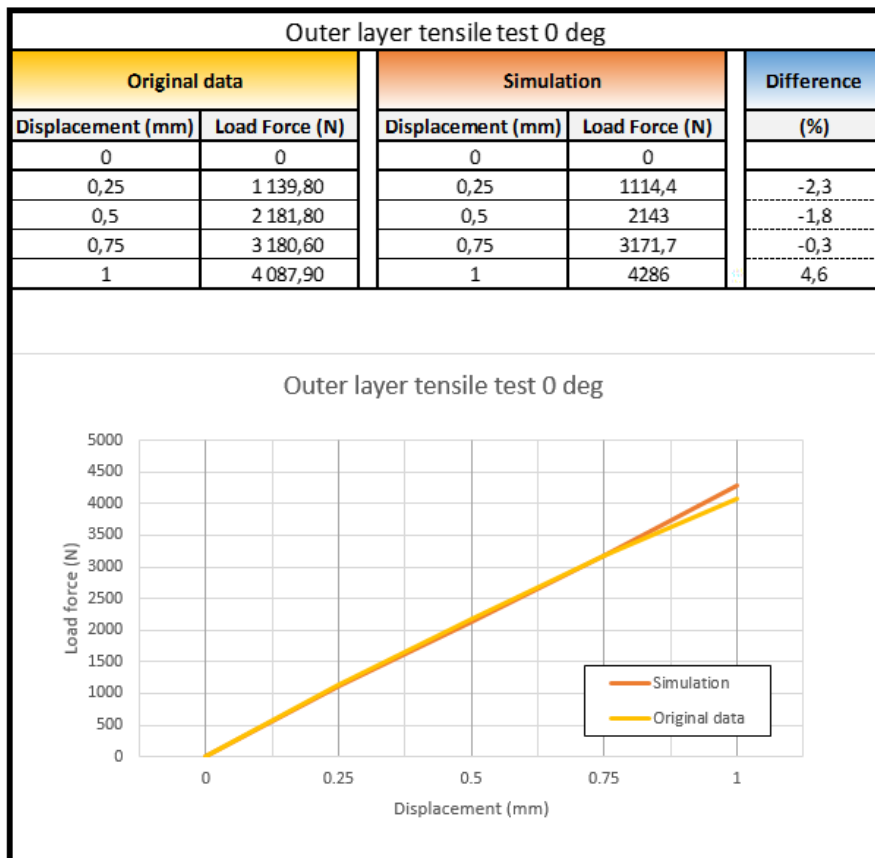 Outer layer tensile test 0 deg
Original data Simulation Difference
Displacement (mm) Load Force (N) Displacement (mm) Load Force (N) (%)
0 0 0 0
0,25 1 139,80 0,25 1114,4 -2,3
0,5 2 181,80 0,5 2143 -1,8
0,75 3 180,60 0,75 3171,7 -0,3
1 4 087,90 1 4286 4,6
Outer layer tensile test 0 deg
5000
4500
4000
3500
3000
2500
2000
1500
1000
500
0
Load force (N)
Simulation
Original data
0 0.25 0.5 0.75 1
Displacement (mm)